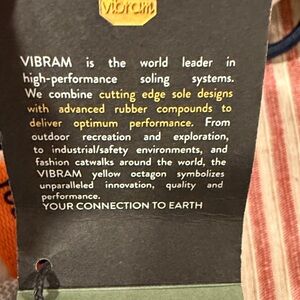 vibram
VIBRAM is the world leader in
high-performance soling systems.
We combine cutting edge sole designs
with advanced rubber compounds to
deliver optimum performance. From
outdoor recreation and exploration,
to industrial/safety environments, and
fashion catwalks around the world, the
VIBRAM yellow octagon symbolizes
unparalleled innovation, quality and
performance.
YOUR CONNECTION TO EARTH